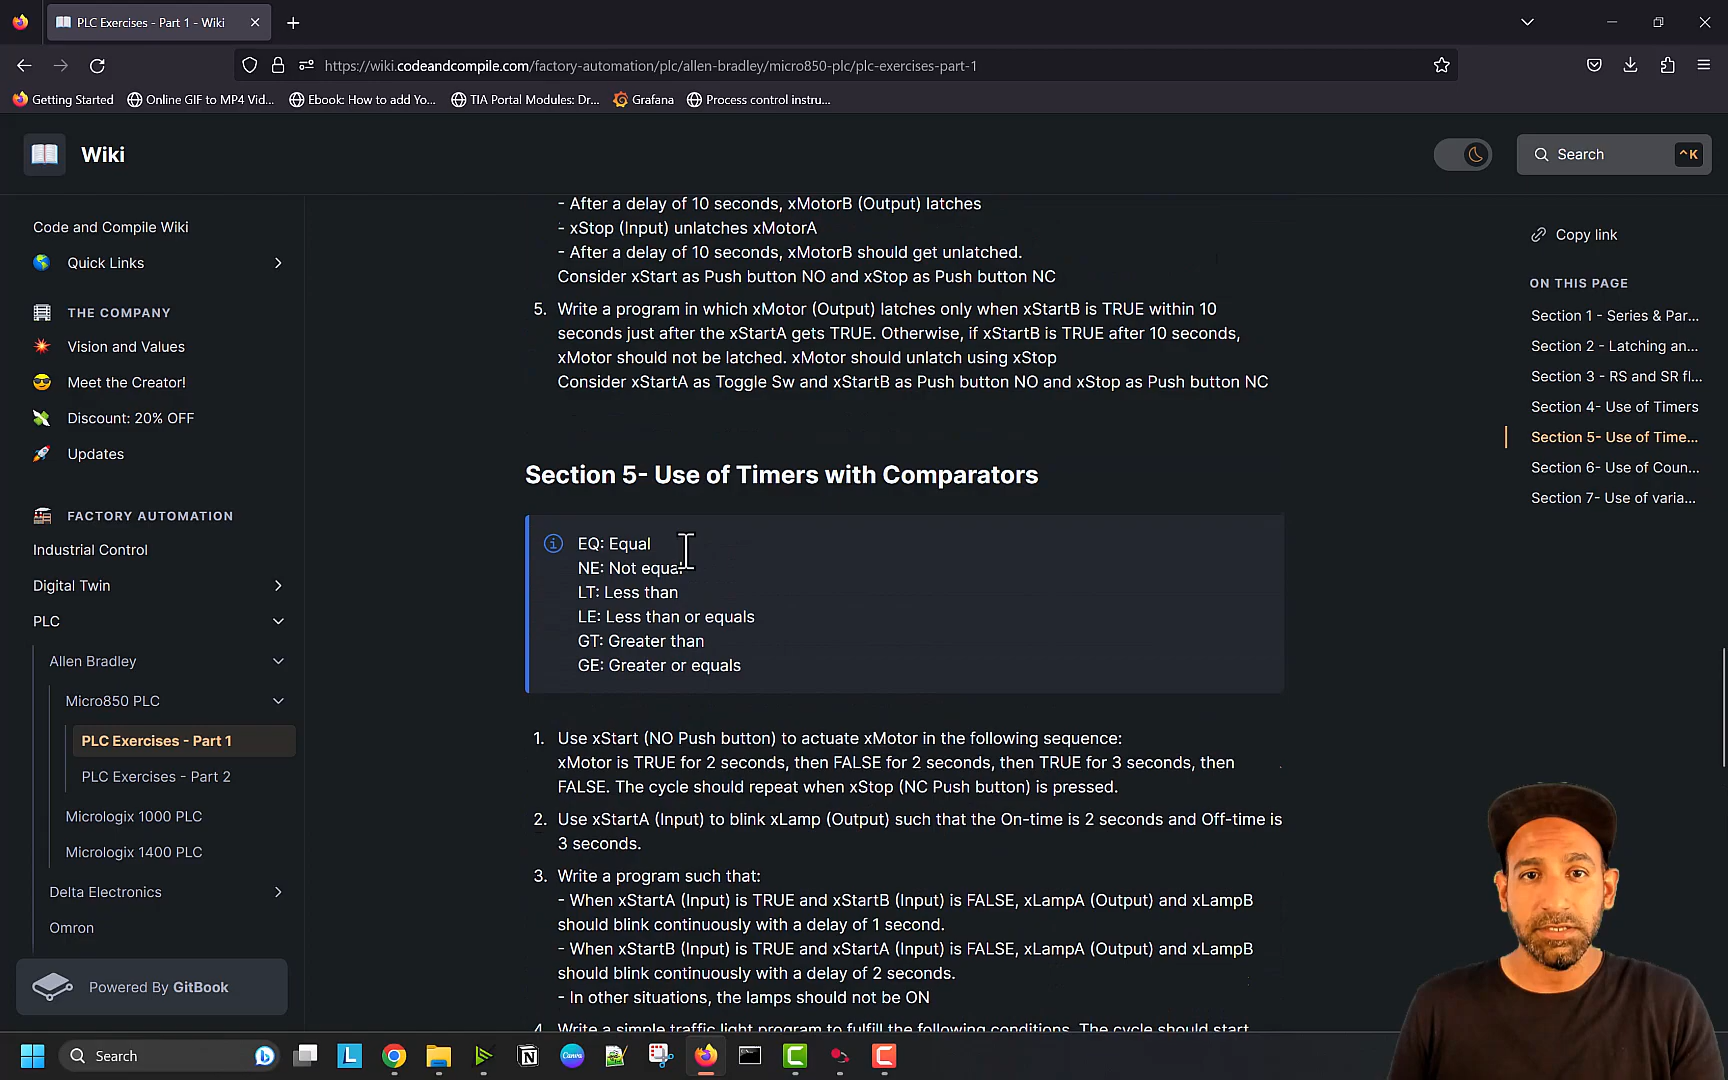 PLC Exercises - Part 1 - Wiki
https://wiki.codeandcompile.com/factory-automation/plc/allen-bradley/micro850-plc/plc-exercises-part-1
Getting Started
Online GIF to MP4 Vid...
Ebook: How to add Yo...
TIA Portal Modules: Dr...
Grafana
Process control instru...
Wiki
Search
^K
Code and Compile Wiki
Quick Links
THE COMPANY
Vision and Values
Meet the Creator!
Discount: 20% OFF
Updates
FACTORY AUTOMATION
Industrial Control
Digital Twin
PLC
Allen Bradley
Micro850 PLC
PLC Exercises - Part 1
PLC Exercises - Part 2
Micrologix 1000 PLC
Micrologix 1400 PLC
Delta Electronics
Omron
Powered By GitBook
- After a delay of 10 seconds, xMotorB (Output) latches
- xStop (Input) unlatches xMotorA
- After a delay of 10 seconds, xMotorB should get unlatched.
Consider xStart as Push button NO and xStop as Push button NC
5. Write a program in which xMotor (Output) latches only when xStartB is TRUE within 10
seconds just after the xStartA gets TRUE. Otherwise, if xStartB is TRUE after 10 seconds,
xMotor should not be latched. xMotor should unlatch using xStop
Consider xStartA as Toggle Sw and xStartB as Push button NO and xStop as Push button NC
Section 5- Use of Timers with Comparators
EQ: Equal
NE: Not equal
LT: Less than
LE: Less than or equals
GT: Greater than
GE: Greater or equals
1. Use xStart (NO Push button) to actuate xMotor in the following sequence:
xMotor is TRUE for 2 seconds, then FALSE for 2 seconds, then TRUE for 3 seconds, then
FALSE. The cycle should repeat when xStop (NC Push button) is pressed.
2. Use xStartA (Input) to blink xLamp (Output) such that the On-time is 2 seconds and Off-time is
3 seconds.
3. Write a program such that:
- When xStartA (Input) is TRUE and xStartB (Input) is FALSE, xLampA (Output) and xLampB
should blink continuously with a delay of 1 second.
- When xStartB (Input) is TRUE and xStartA (Input) is FALSE, xLampA (Output) and xLampB
should blink continuously with a delay of 2 seconds.
- In other situations, the lamps should not be ON
4. Write a simple traffic light program to fulfill the following conditions. The cycle should start
Copy link
ON THIS PAGE
Section 1 - Series & Par...
Section 2 - Latching an...
Section 3 - RS and SR fl...
Section 4- Use of Timers
Section 5- Use of Time...
Section 6- Use of Coun...
Section 7- Use of varia...
Search
L
Canva